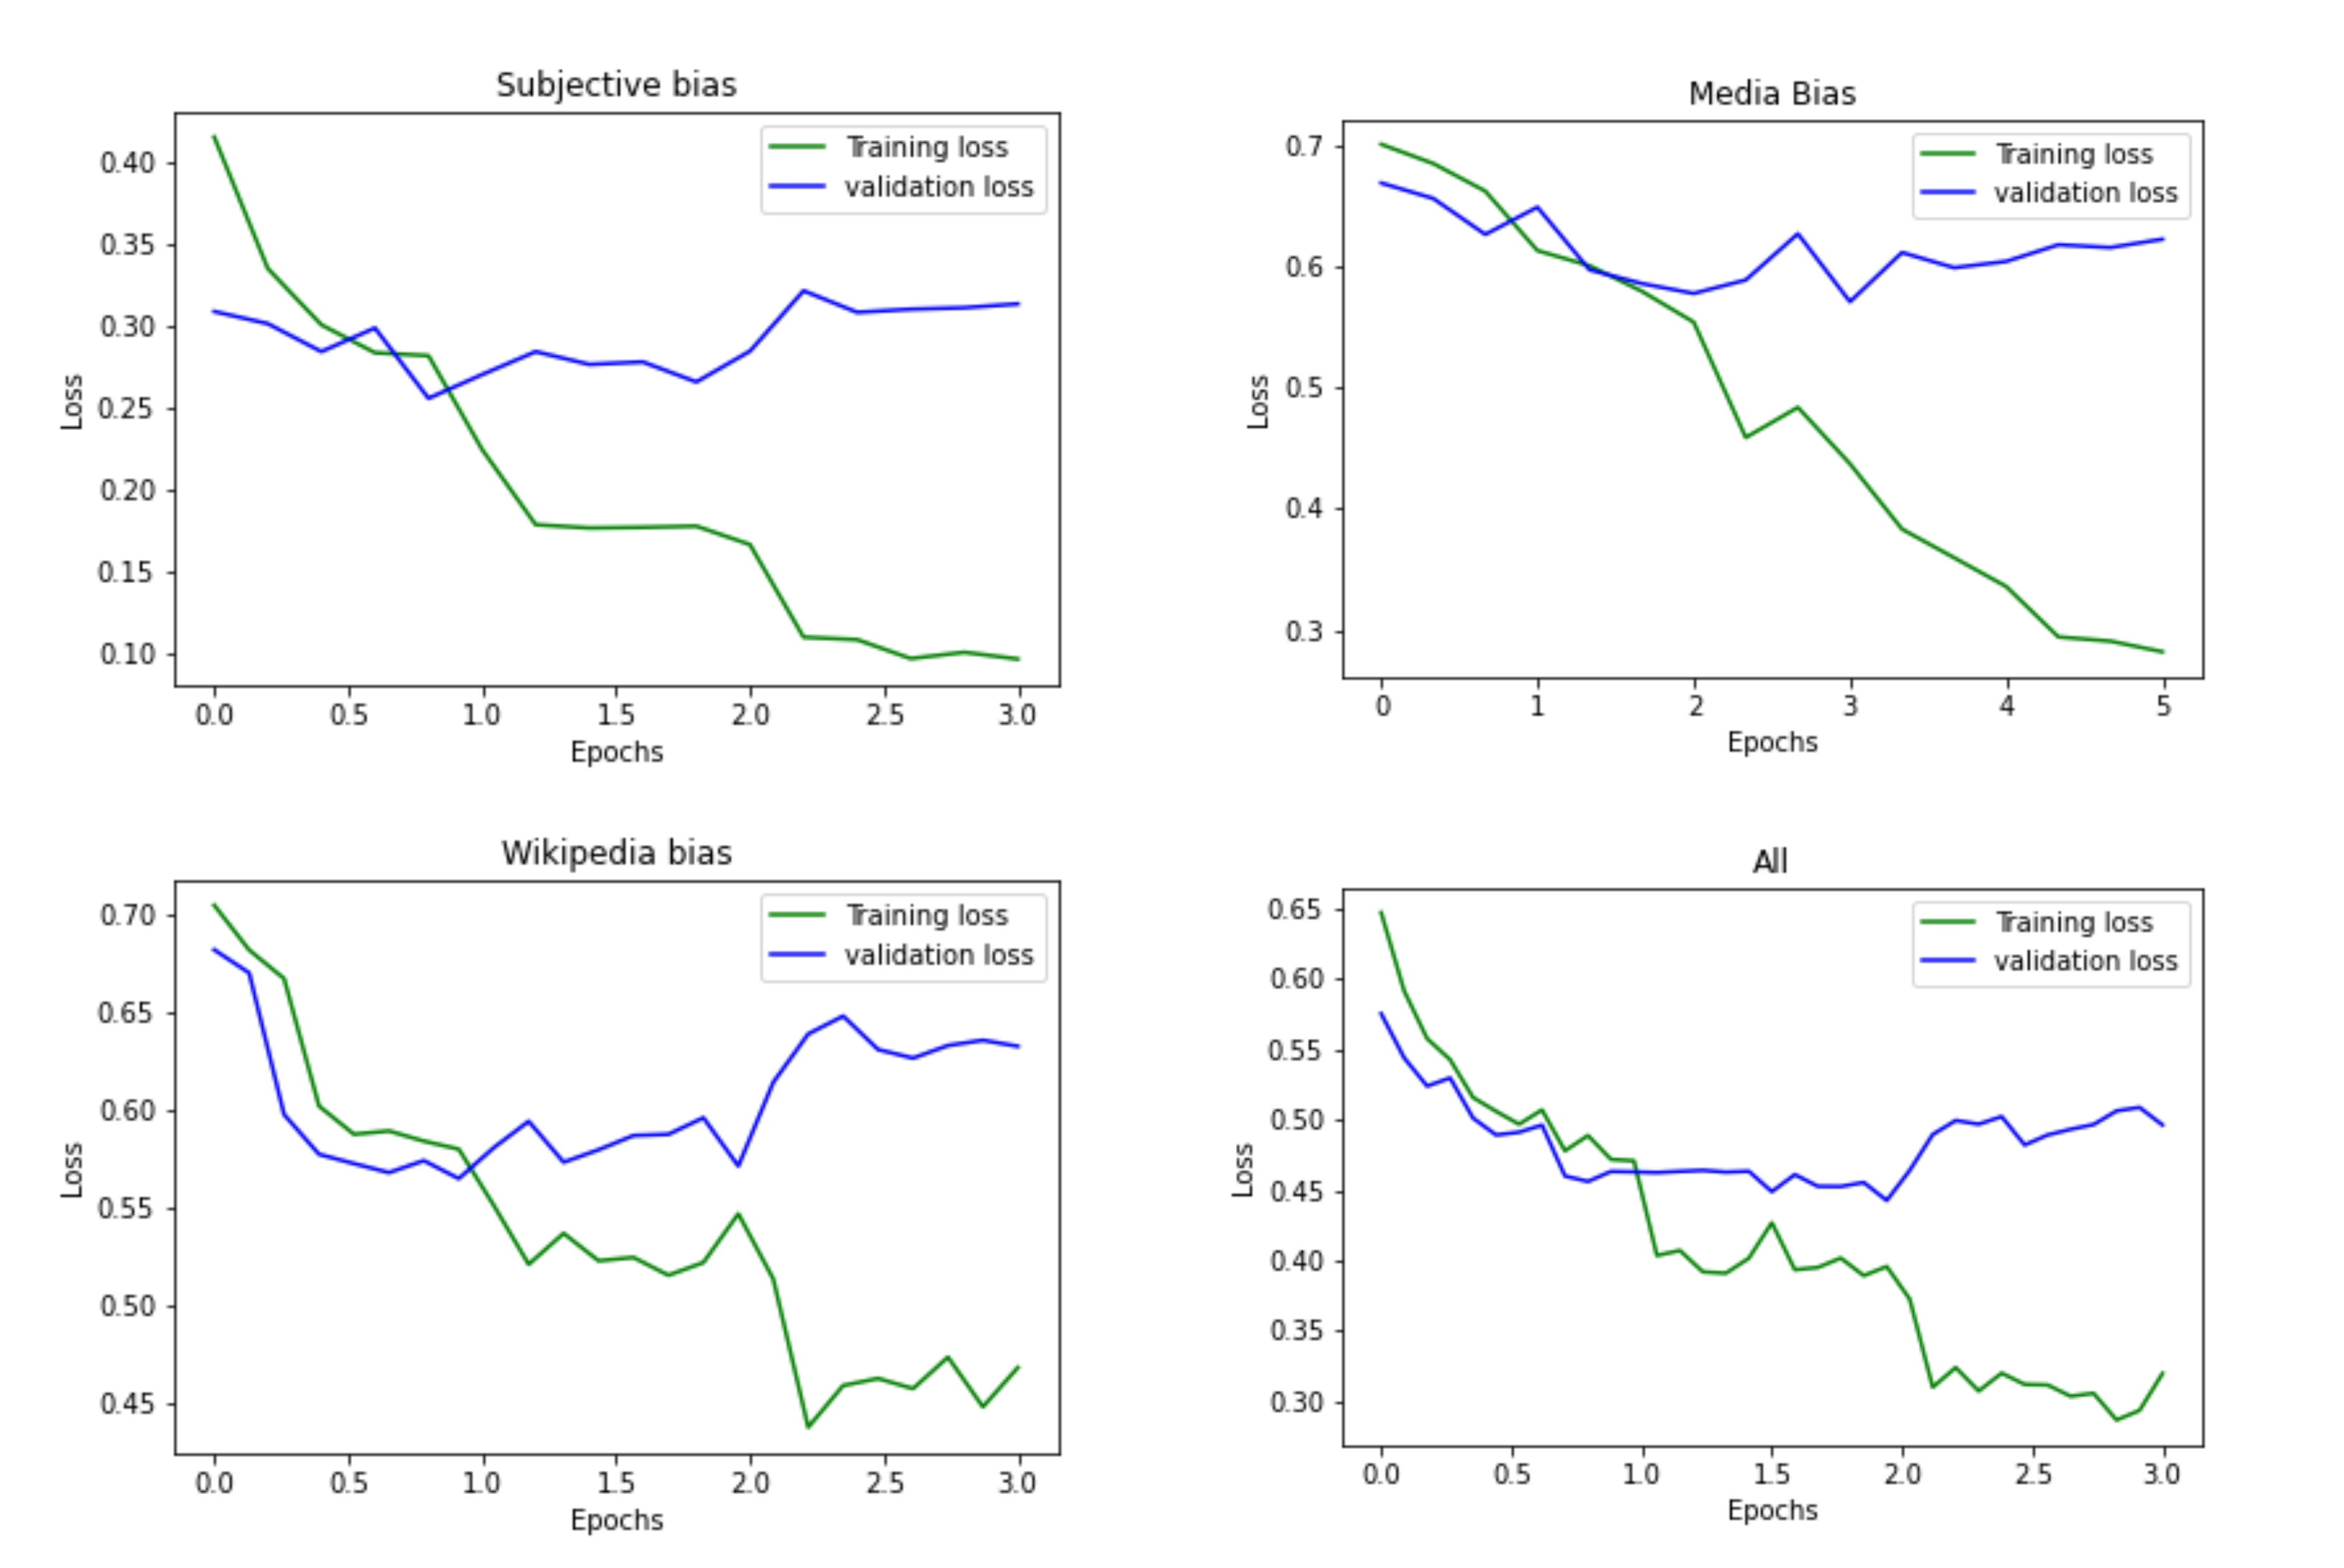 Subjective bias
Training loss
validation loss
0.40
0.35
0.30
0.25
0.20
0.15
0.10
Loss
0.0 0.5 1.0 1.5 2.0 2.5 3.0
Epochs
Media Bias
Training loss
validation loss
0.7
0.6
0.5
0.4
0.3
Loss
0 1 2 3 4 5
Epochs
Wikipedia bias
Training loss
validation loss
0.70
0.65
0.60
0.55
0.50
0.45
Loss
0.0 0.5 1.0 1.5 2.0 2.5 3.0
Epochs
All
Training loss
validation loss
0.65
0.60
0.55
0.50
0.45
0.40
0.35
0.30
Loss
0.0 0.5 1.0 1.5 2.0 2.5 3.0
Epochs